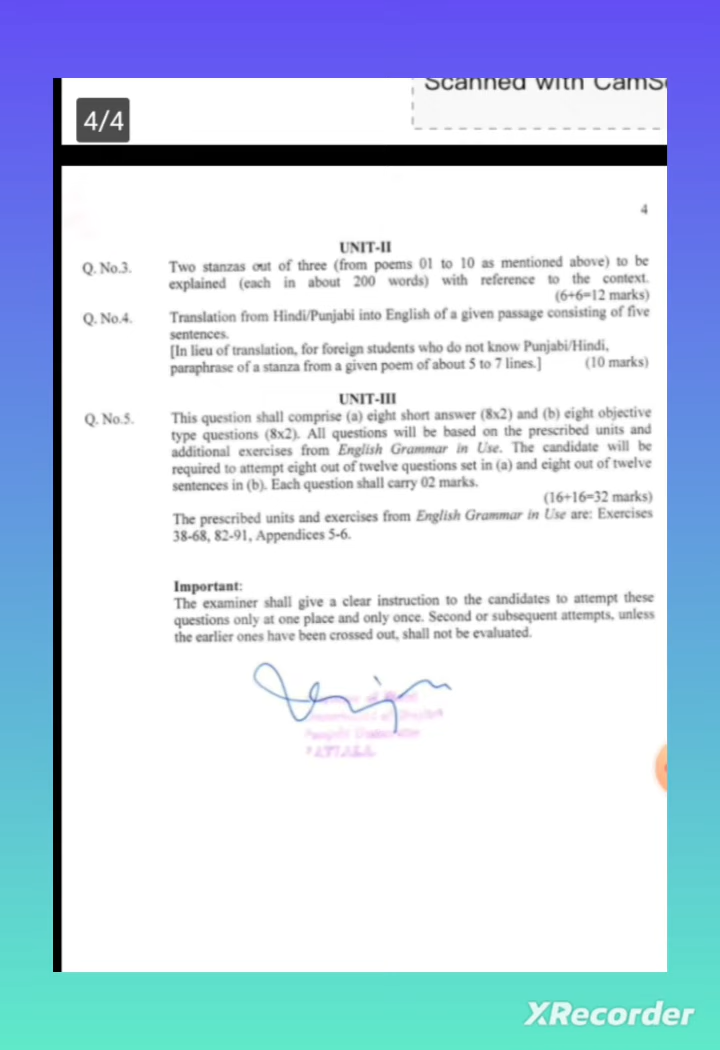 Scanned with CamS
4/4
4
UNIT-II
Q. No.3. Two stanzas out of three (from poems 01 to 10 as mentioned above) to be
explained (each in about 200 words) with reference to the context.
(6+6=12 marks)
Q. No.4. Translation from Hindi/Punjabi into English of a given passage consisting of five
sentences.
[In lieu of translation, for foreign students who do not know Punjabi/Hindi,
paraphrase of a stanza from a given poem of about 5 to 7 lines.] (10 marks)
UNIT-III
Q. No.5. This question shall comprise (a) eight short answer (8x2) and (b) eight objective
type questions (8x2). All questions will be based on the prescribed units and
additional exercises from English Grammar in Use. The candidate will be
required to attempt eight out of twelve questions set in (a) and eight out of twelve
sentences in (b). Each question shall carry 02 marks.
(16+16=32 marks)
The prescribed units and exercises from English Grammar in Use are: Exercises
38-68, 82-91, Appendices 5-6.
Important:
The examiner shall give a clear instruction to the candidates to attempt these
questions only at one place and only once. Second or subsequent attempts, unless
the earlier ones have been crossed out, shall not be evaluated.
PATIALA
XRecorder